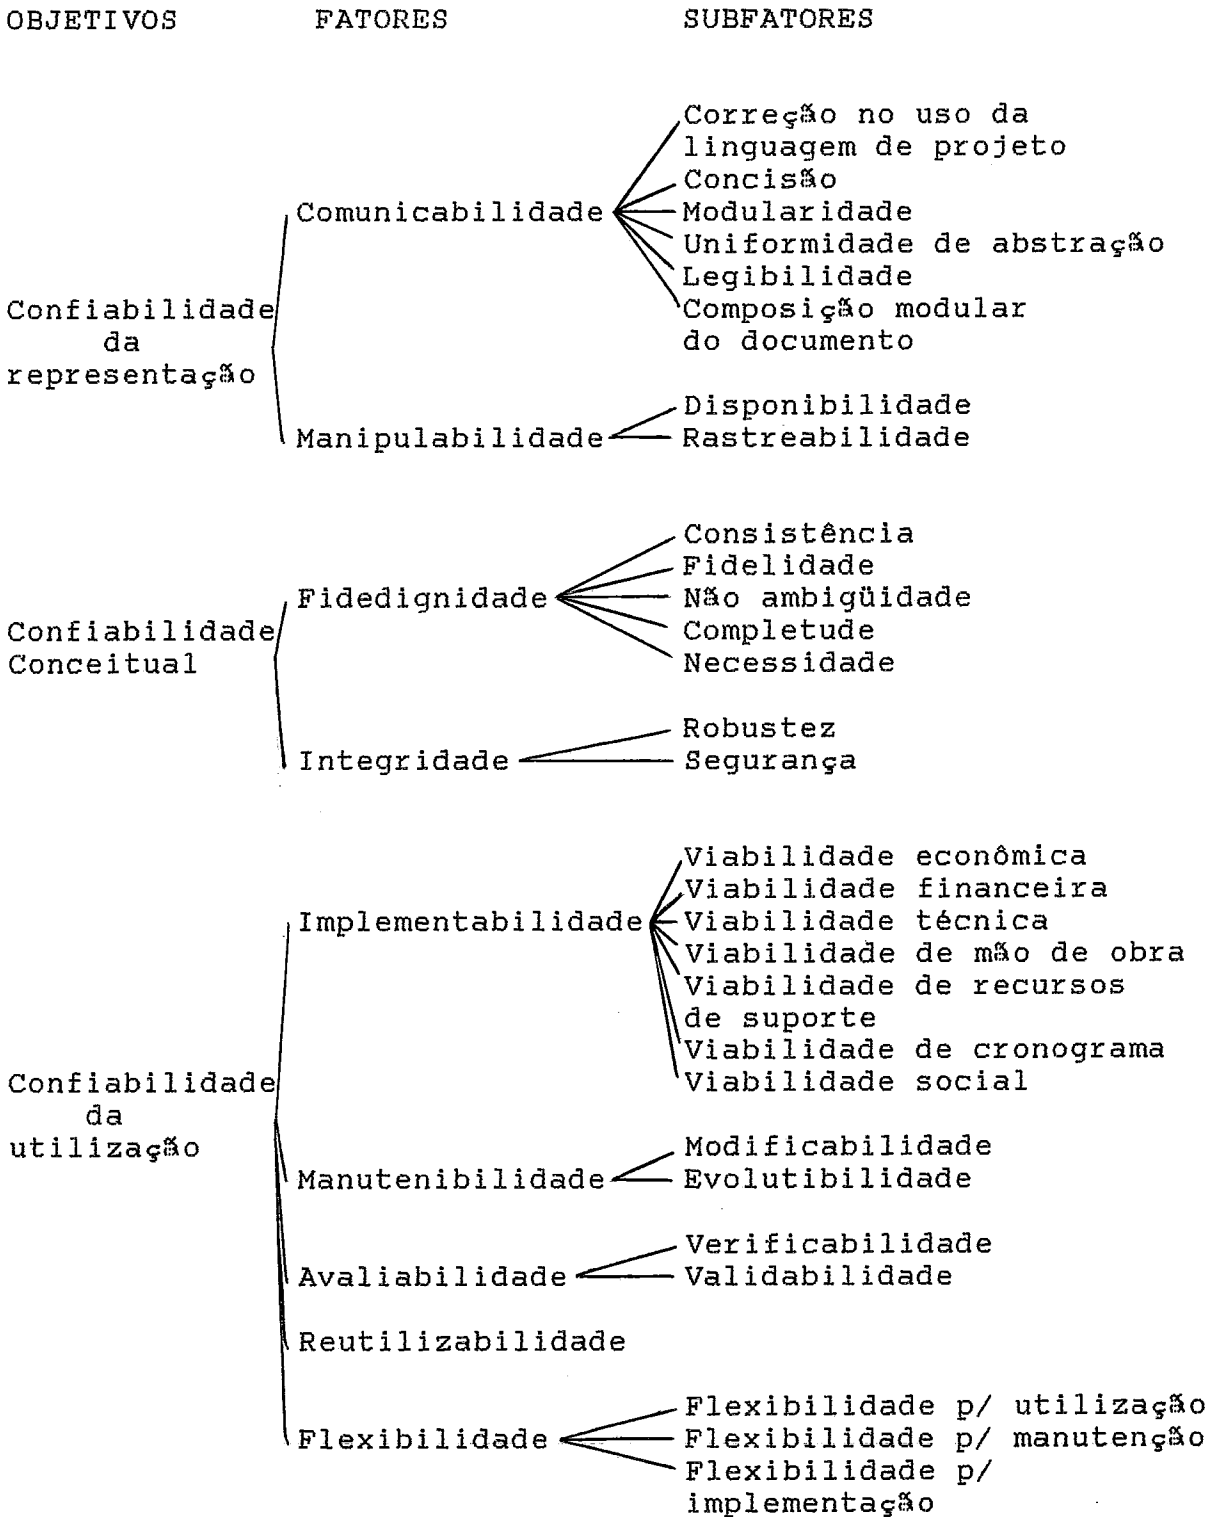 OBJETIVOS FATORES SUBFATORES
Correção no uso da
linguagem de projeto
Concisão
Comunicabilidade Modularidade
Uniformidade de abstração
Legibilidade
Confiabilidade Composição modular
da do documento
representação
Disponibilidade
Manipulabilidade Rastreabilidade
Consistência
Fidelidade
Fidedignidade Não ambigüidade
Confiabilidade Completude
Conceitual Necessidade
Robustez
Integridade Segurança
Viabilidade econômica
Viabilidade financeira
Implementabilidade Viabilidade técnica
Viabilidade de mão de obra
Viabilidade de recursos
de suporte
Viabilidade de cronograma
Confiabilidade Viabilidade social
da
utilização Modificabilidade
Manutenibilidade Evolutibilidade
Verificabilidade
Avaliabilidade Validabilidade
Reutilizabilidade
Flexibilidade p/ utilização
Flexibilidade Flexibilidade p/ manutenção
Flexibilidade p/
implementação